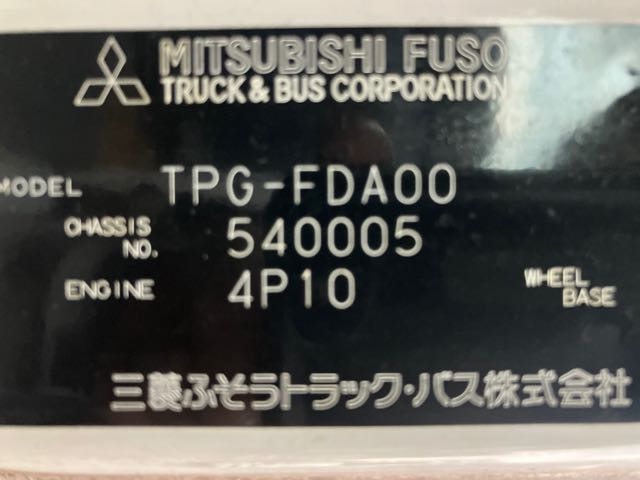 MITSUBISHI FUSO
TRUCK & BUS CORPORATION
MODEL TPG-FDA00
CHASSIS NO. 540005
ENGINE 4P10 WHEEL BASE
三菱ふそうトラック・バス株式会社